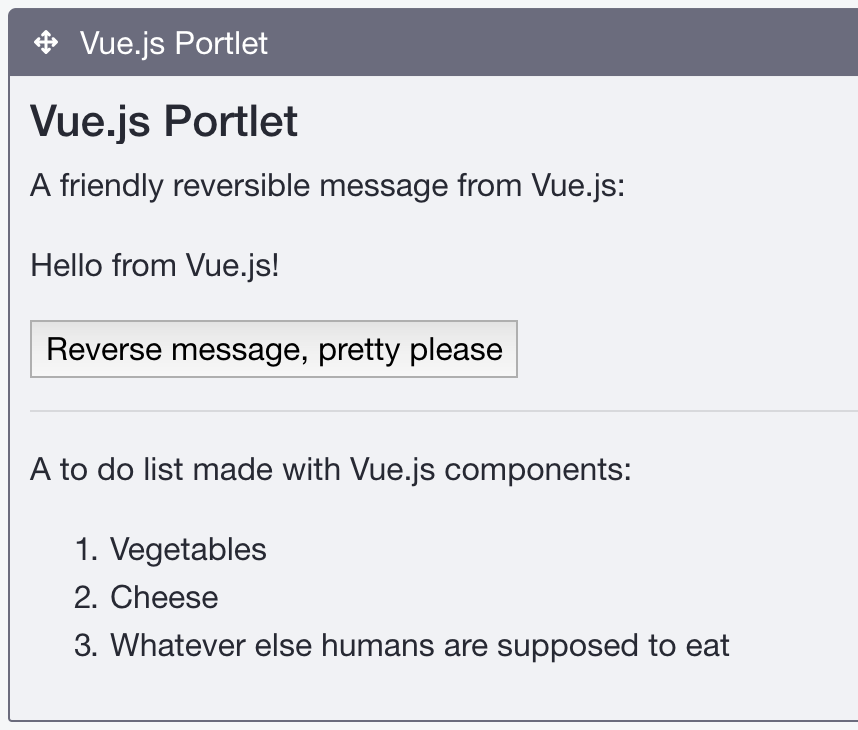 Vue.js Portlet
Vue.js Portlet
A friendly reversible message from Vue.js:
Hello from Vue.js!
Reverse message, pretty please
A to do list made with Vue.js components:
1. Vegetables
2. Cheese
3. Whatever else humans are supposed to eat